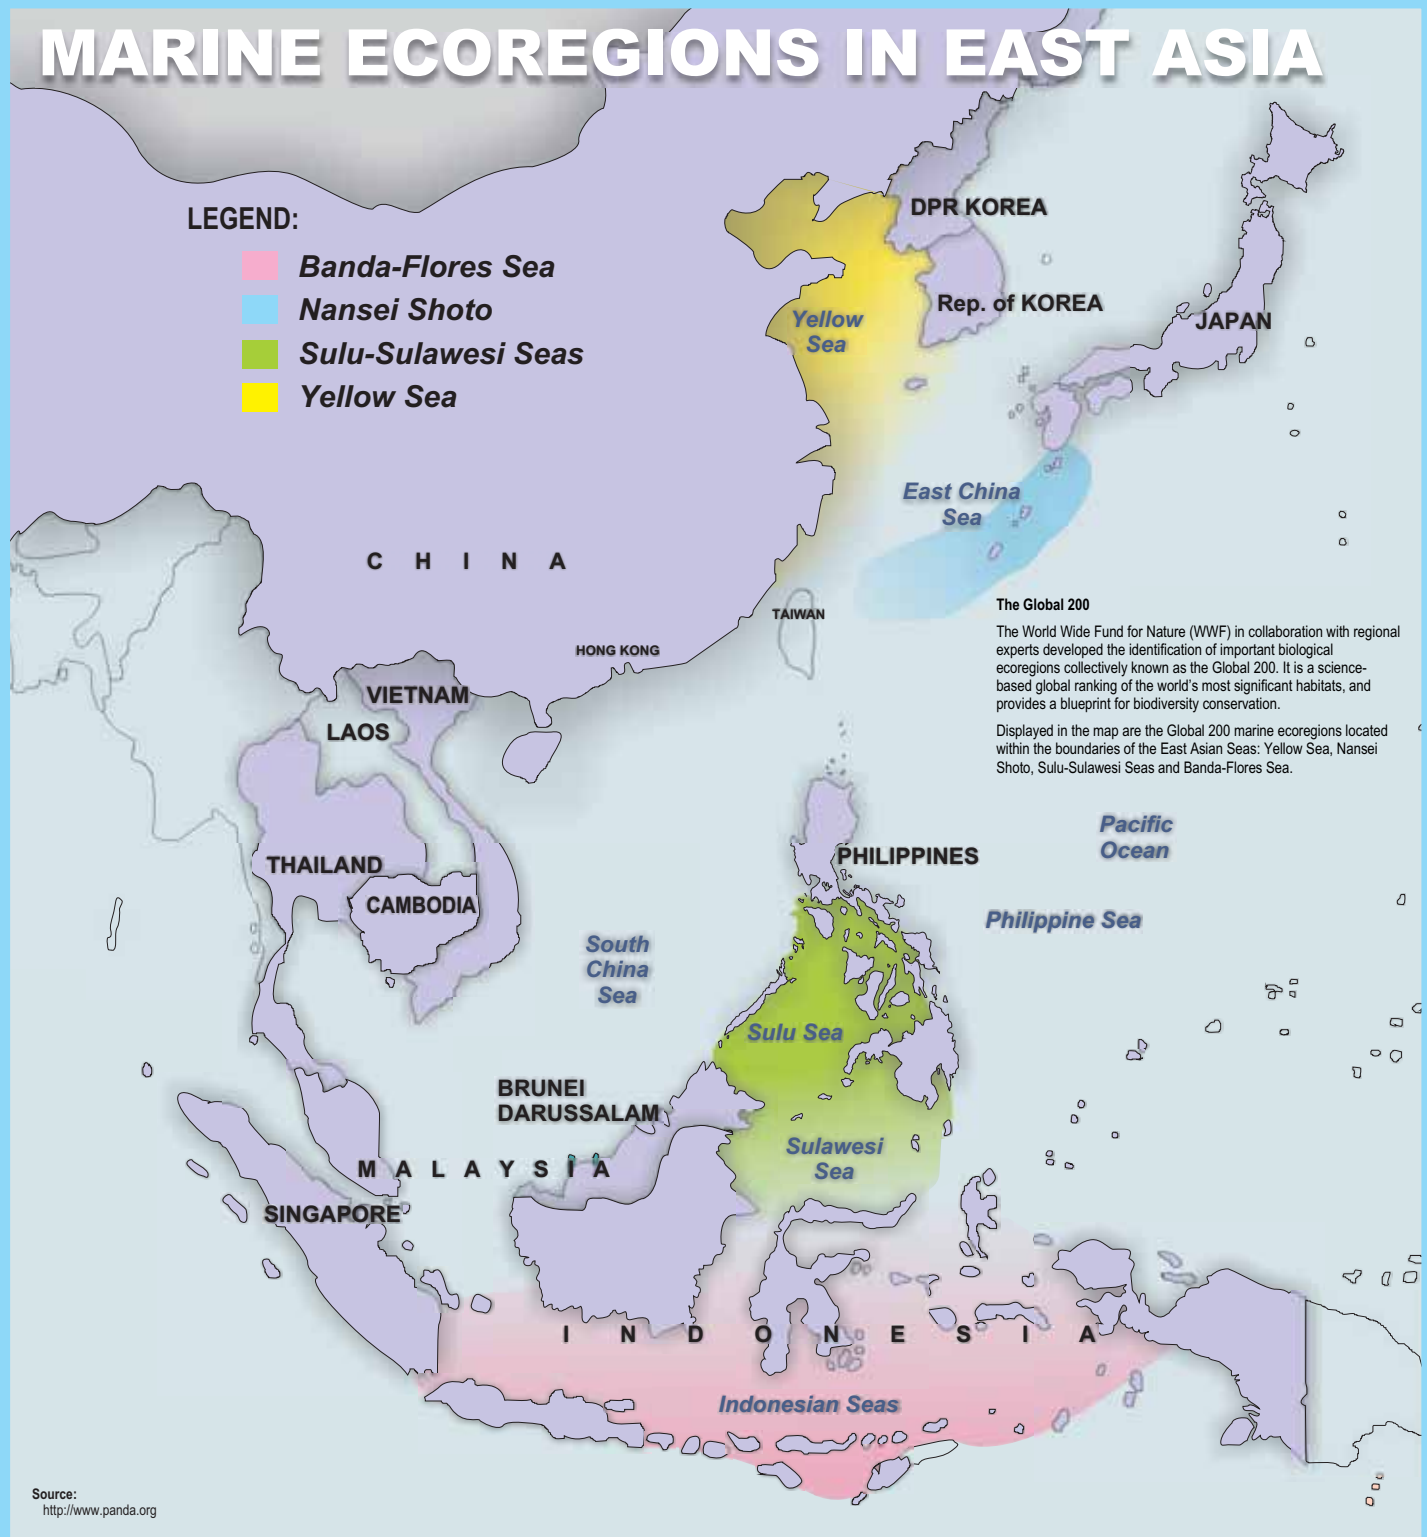 MARINE ECOREGIONS IN EAST ASIA
LEGEND:
Banda-Flores Sea
Nansei Shoto
Sulu-Sulawesi Seas
Yellow Sea
DPR KOREA
Rep. of KOREA
JAPAN
Yellow
Sea
East China
Sea
C H I N A
TAIWAN
HONG KONG
The Global 200
The World Wide Fund for Nature (WWF) in collaboration with regional
experts developed the identification of important biological
ecoregions collectively known as the Global 200. It is a science-
based global ranking of the world's most significant habitats, and
provides a blueprint for biodiversity conservation.
Displayed in the map are the Global 200 marine ecoregions located
within the boundaries of the East Asian Seas: Yellow Sea, Nansei
Shoto, Sulu-Sulawesi Seas and Banda-Flores Sea.
VIETNAM
LAOS
THAILAND
CAMBODIA
PHILIPPINES
Pacific
Ocean
Philippine Sea
South
China
Sea
Sulu Sea
BRUNEI
DARUSSALAM
Sulawesi
Sea
M A L A Y S I A
SINGAPORE
I N D O N E S I A
Indonesian Seas
Source:
http://www.panda.org